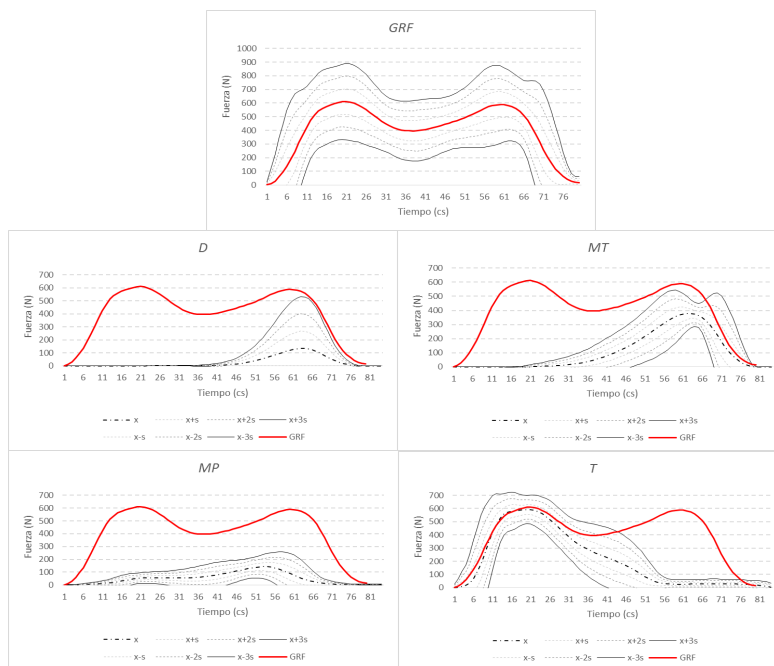 GRF
Fuerza (N)
1000
900
800
700
600
500
400
300
200
100
0
1 6 11 16 21 26 31 36 41 46 51 56 61 66 71 76
Tiempo (cs)
D
Fuerza (N)
700
600
500
400
300
200
100
0
1 6 11 16 21 26 31 36 41 46 51 56 61 66 71 76 81
Tiempo (cs)
x x+s x+2s x+3s
x-s x-2s x-3s GRF
MT
Fuerza (N)
700
600
500
400
300
200
100
0
1 6 11 16 21 26 31 36 41 46 51 56 61 66 71 76 81
Tiempo (cs)
x x+s x+2s x+3s
x-s x-2s x-3s GRF
MP
Fuerza (N)
700
600
500
400
300
200
100
0
1 6 11 16 21 26 31 36 41 46 51 56 61 66 71 76 81
Tiempo (cs)
x x+s x+2s x+3s
x-s x-2s x-3s GRF
T
Fuerza (N)
700
600
500
400
300
200
100
0
1 6 11 16 21 26 31 36 41 46 51 56 61 66 71 76 81
Tiempo (cs)
x x+s x+2s x+3s
x-s x-2s x-3s GRF